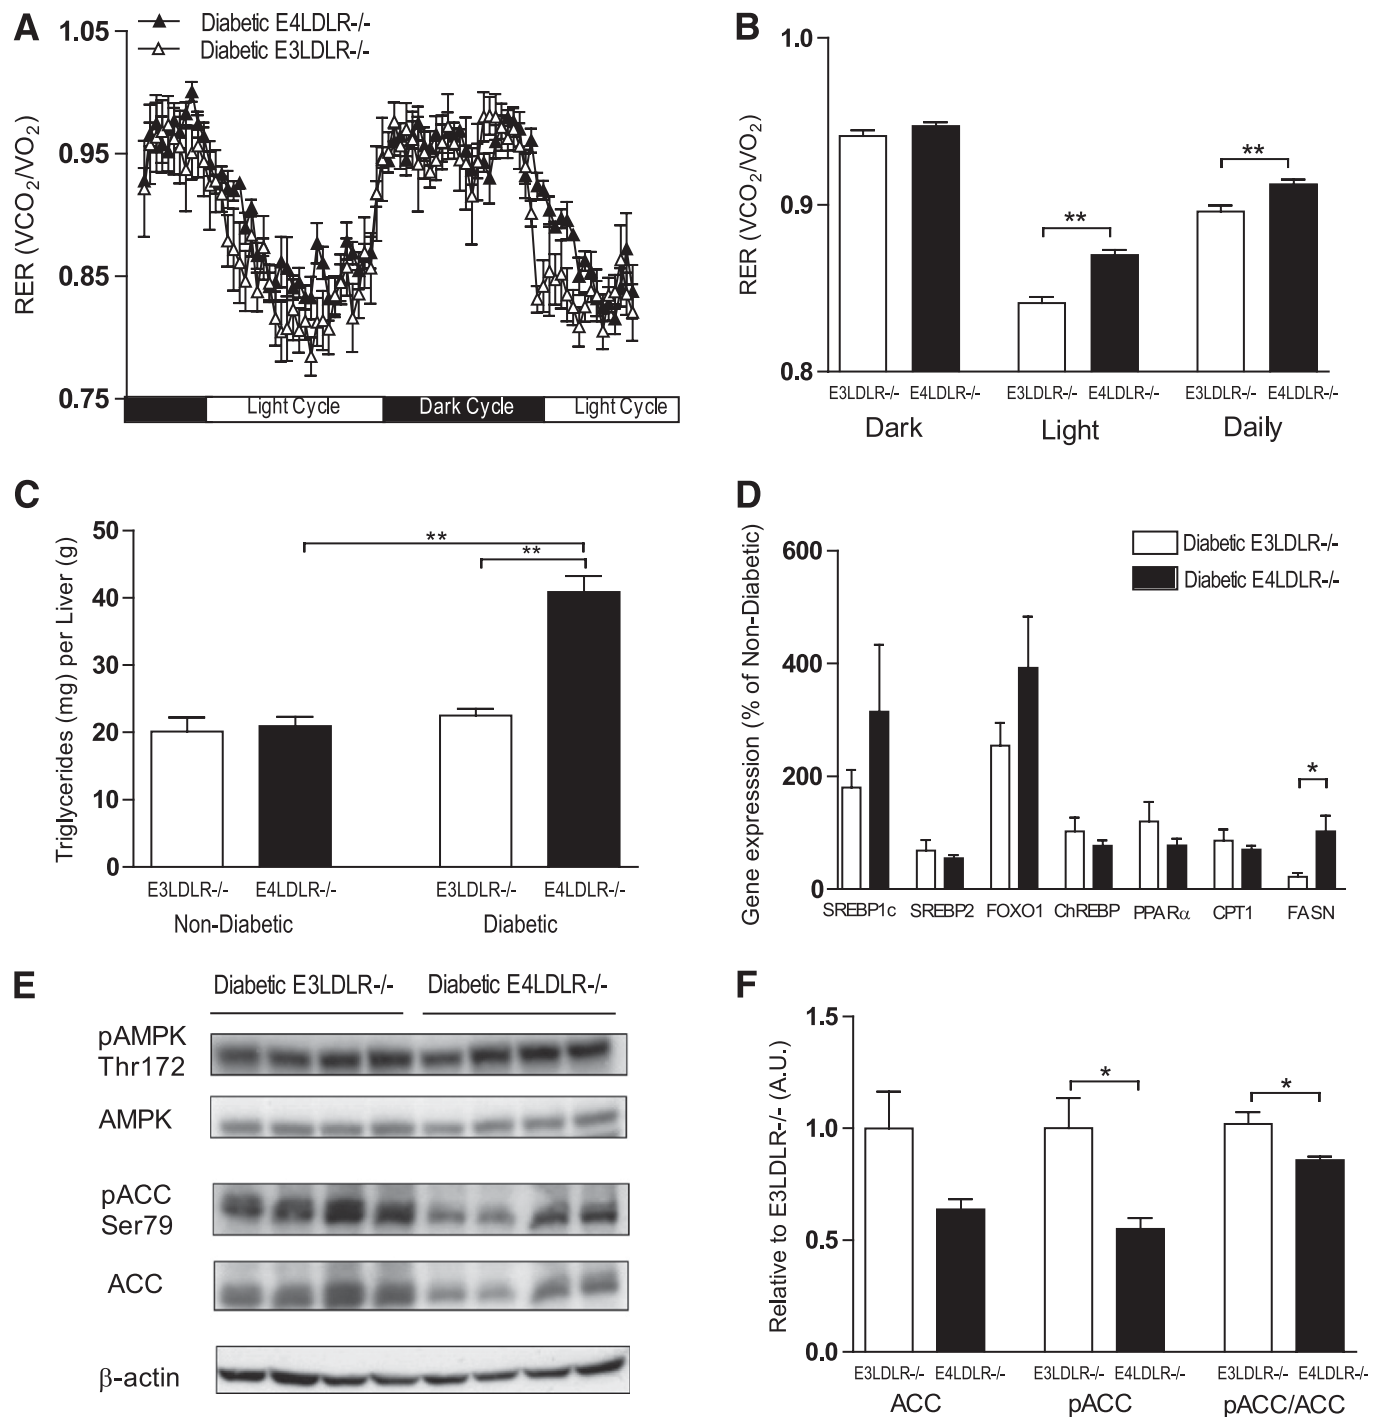 A
Diabetic E4LDLR-/-
Diabetic E3LDLR-/-
1.05
0.95
0.85
0.75
RER (VCO2/VO2)
Light Cycle
Dark Cycle
Light Cycle
B
1.0
0.9
0.8
RER (VCO2/VO2)
**
**
E3LDLR-/- E4LDLR-/- E3LDLR-/- E4LDLR-/- E3LDLR-/- E4LDLR-/-
Dark Light Daily
C
50
40
30
20
10
0
Triglycerides (mg) per Liver (g)
**
**
E3LDLR-/- E4LDLR-/- E3LDLR-/- E4LDLR-/-
Non-Diabetic Diabetic
D
Diabetic E3LDLR-/-
Diabetic E4LDLR-/-
600
400
200
0
Gene expresssion (% of Non-Diabetic)
*
SREBP1c SREBP2 FOXO1 ChREBP PPARα CPT1 FASN
E
Diabetic E3LDLR-/- Diabetic E4LDLR-/-
pAMPK
Thr172
AMPK
pACC
Ser79
ACC
β-actin
F
1.5
1.0
0.5
0.0
Relative to E3LDLR-/- (A.U.)
*
*
E3LDLR-/- E4LDLR-/- E3LDLR-/- E4LDLR-/- E3LDLR-/- E4LDLR-/-
ACC pACC pACC/ACC